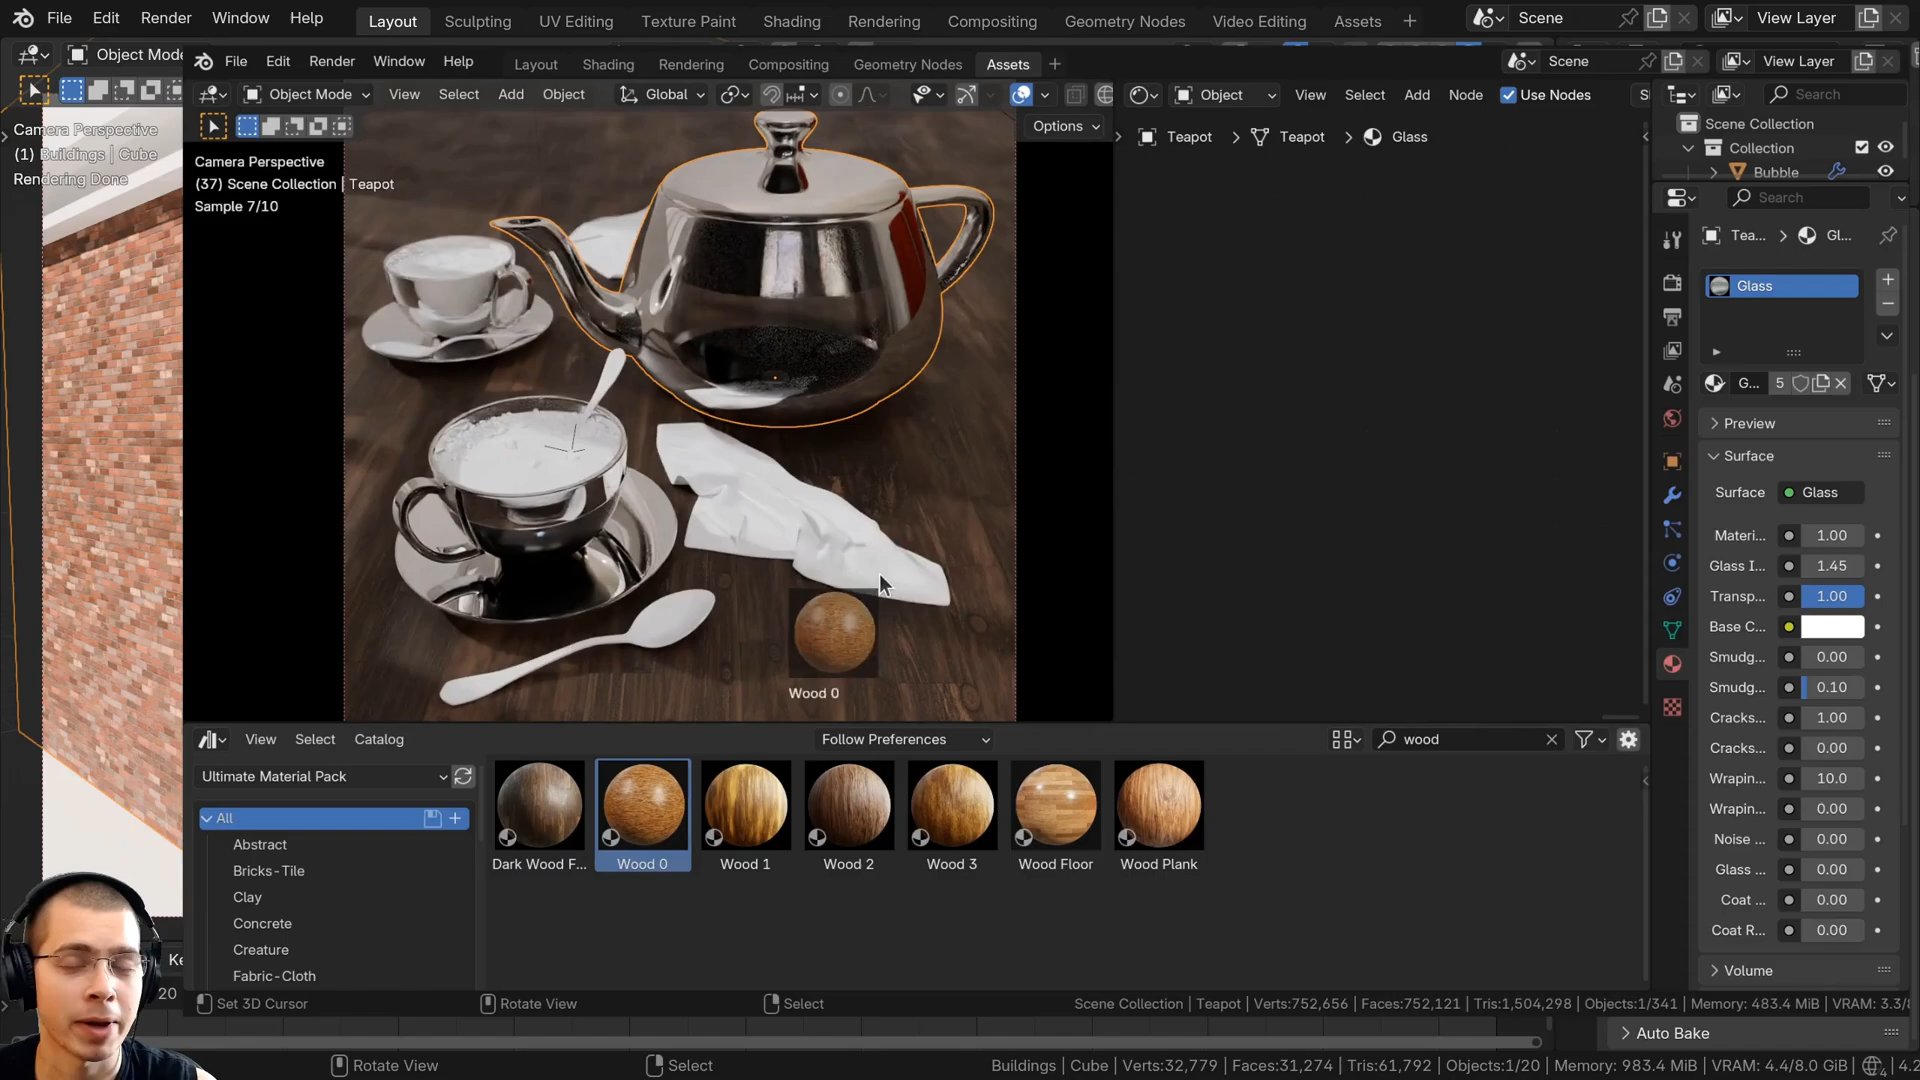 File Edit Render Window Help Layout Sculpting UV Editing Texture Paint Shading Rendering Compositing Geometry Nodes Video Editing Assets + Scene View Layer
Object Mode
File Edit Render Window Help Layout Shading Rendering Compositing Geometry Nodes Assets + Scene View Layer
Object Mode View Select Add Object Global Object View Select Add Node Use Nodes Search
Options
Camera Perspective
(1) Buildings | Cube
Rendering Done
Camera Perspective
(37) Scene Collection | Teapot
Sample 7/10
Teapot > Teapot > Glass
Scene Collection
Collection
Bubble
Search
Tea... > Gl...
Glass
G... 5
Preview
Surface
Surface Glass
Materi... 1.00
Glass I... 1.45
Transp... 1.00
Base C...
Smudg... 0.00
Smudg... 0.10
Cracks... 1.00
Cracks... 0.00
Wrapin... 10.0
Wrapin... 0.00
Noise ... 0.00
Glass ... 0.00
Coat ... 0.00
Coat R... 0.00
Volume
Wood 0
View Select Catalog Follow Preferences wood
Ultimate Material Pack
All
Abstract
Bricks-Tile
Clay
Concrete
Creature
Fabric-Cloth
Dark Wood F... Wood 0 Wood 1 Wood 2 Wood 3 Wood Floor Wood Plank
Ke
20
Set 3D Cursor Rotate View Select Scene Collection | Teapot | Verts:752,656 | Faces:752,121 | Tris:1,504,298 | Objects:1/341 | Memory: 483.4 MiB | VRAM: 3.3/8
Auto Bake
Rotate View Select Buildings | Cube | Verts:32,779 | Faces:31,274 | Tris:61,792 | Objects:1/20 | Memory: 983.4 MiB | VRAM: 4.4/8.0 GiB | 4.2